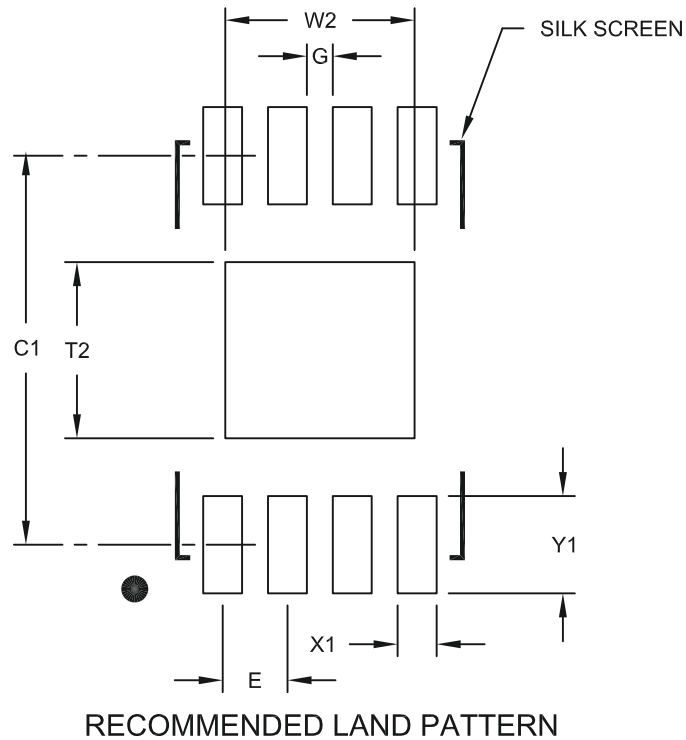 W2
SILK SCREEN
G
C1
T2
Y1
X1
E
RECOMMENDED LAND PATTERN